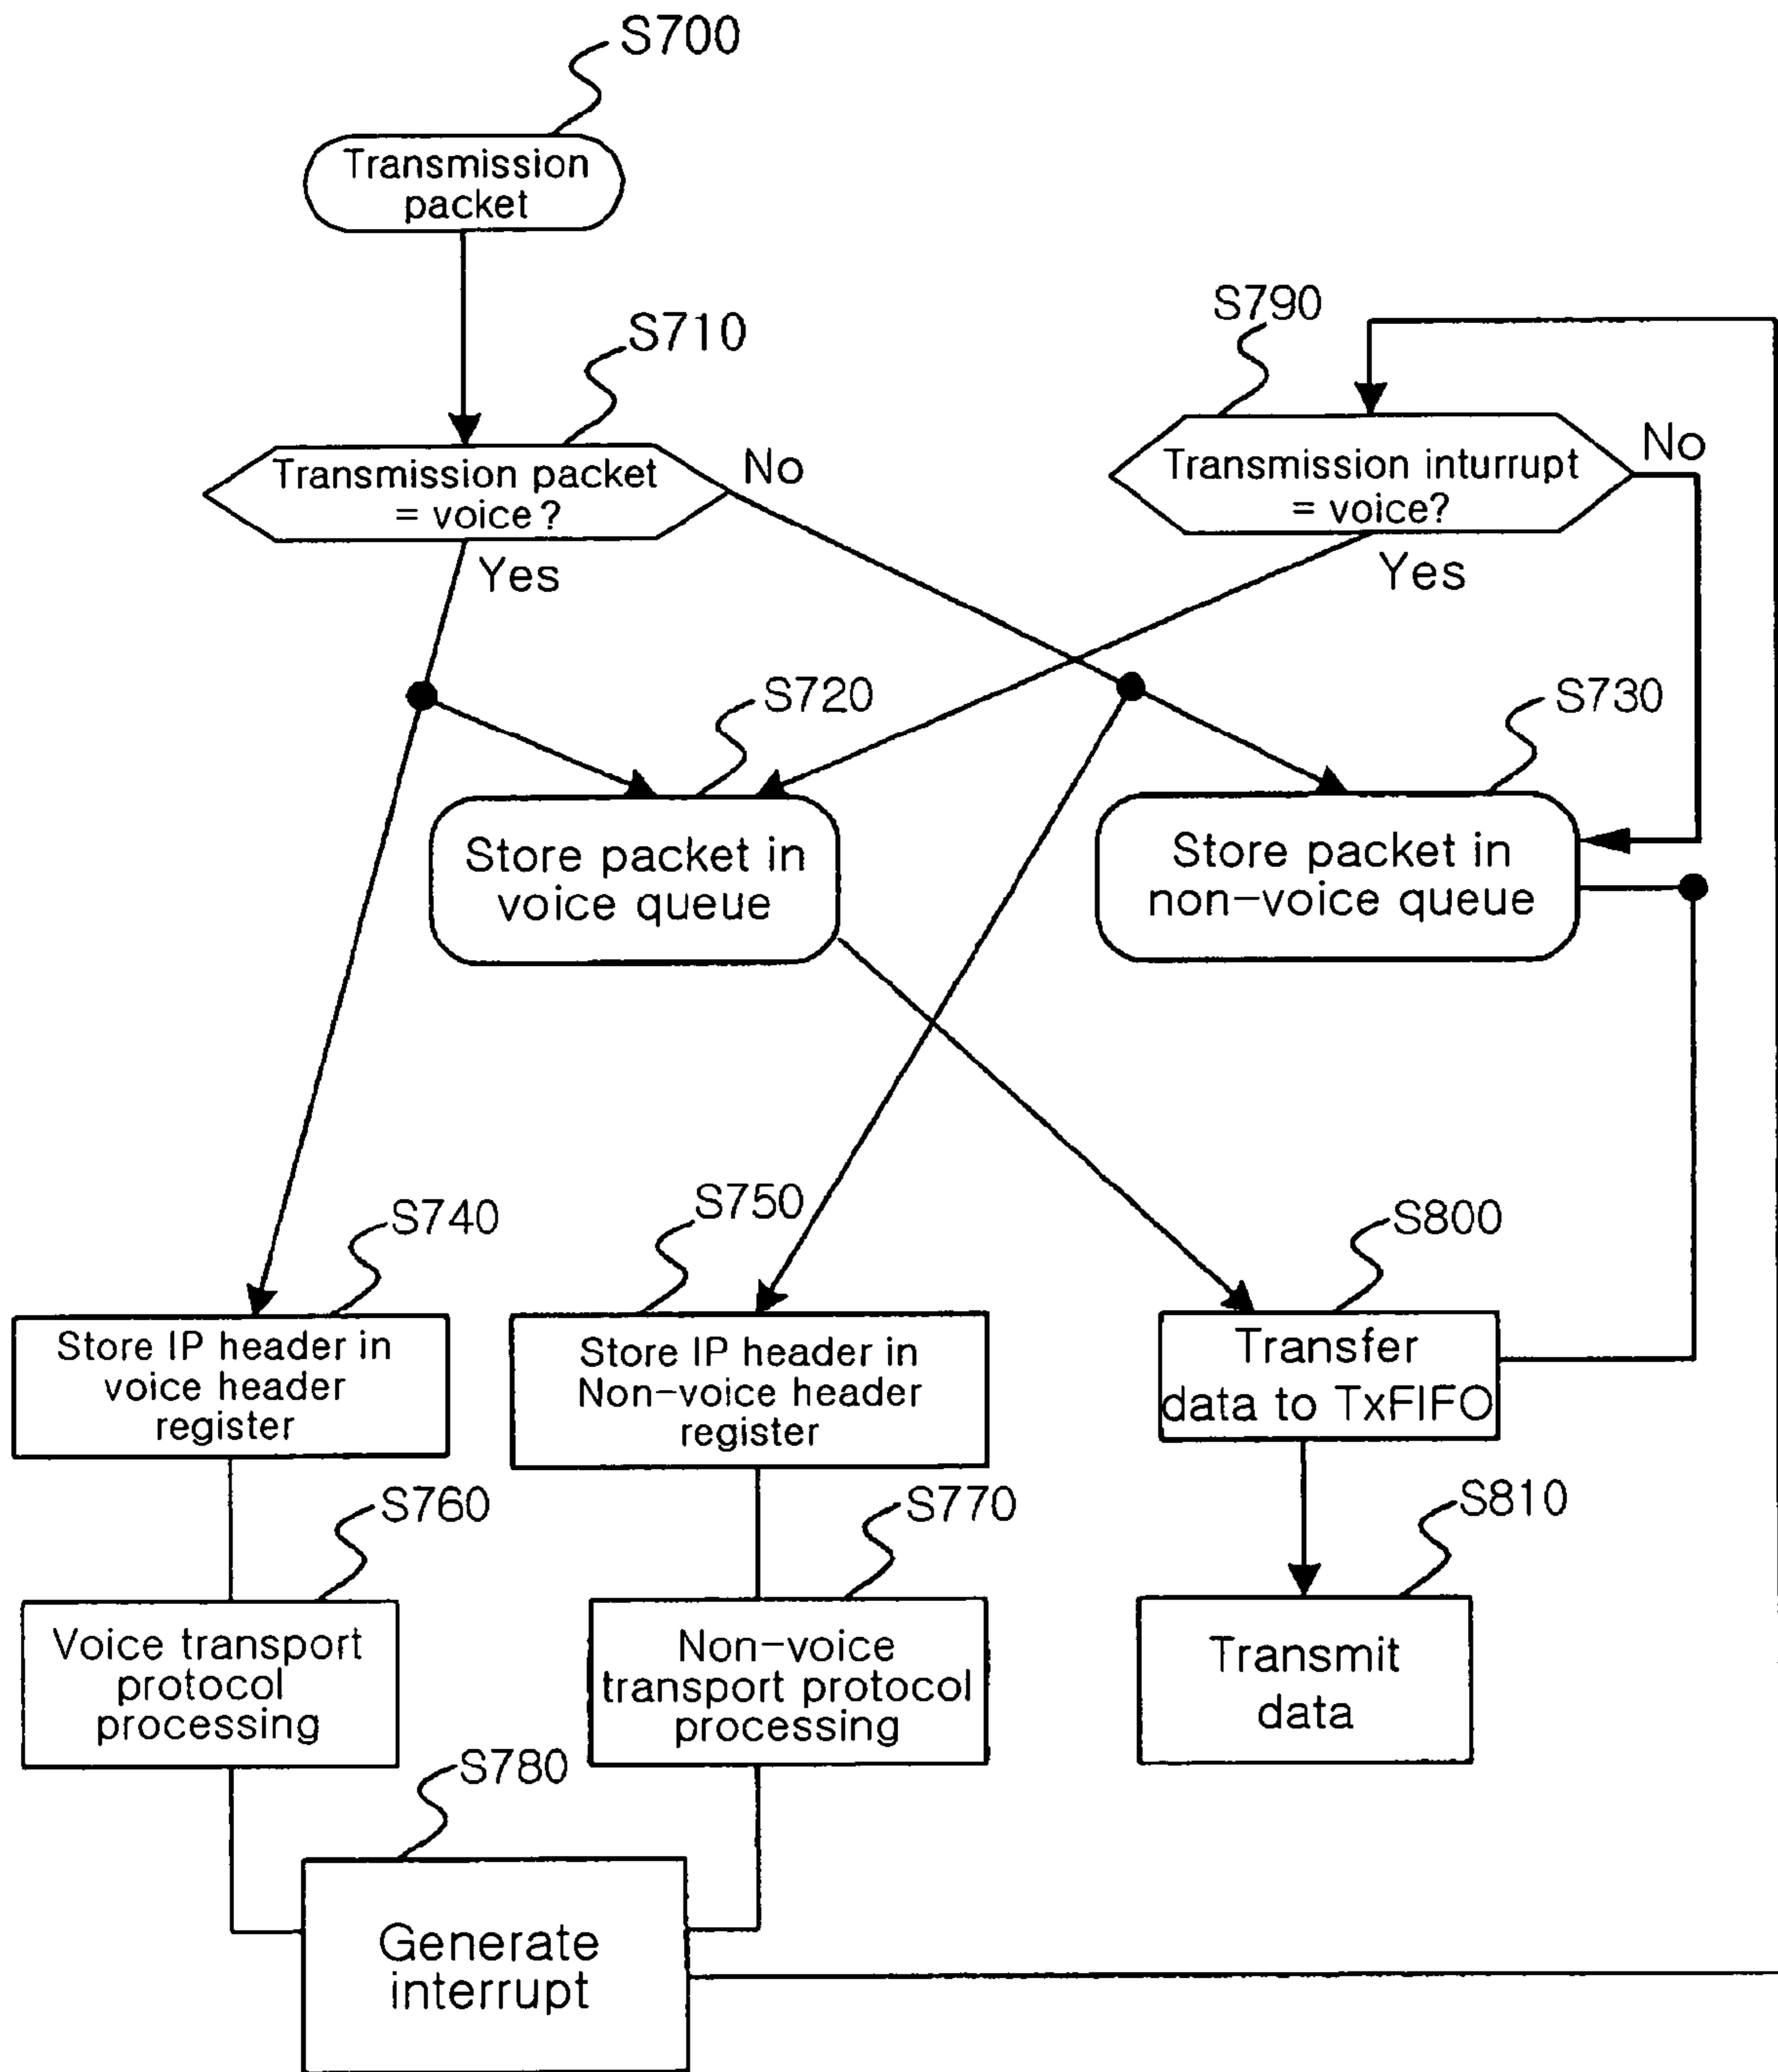 S700
Transmission
packet
S710
Transmission packet
= voice?
No
Yes
S790
Transmission inturrupt
= voice?
No
Yes
S720
Store packet in
voice queue
S730
Store packet in
non-voice queue
S740
Store IP header in
voice header
register
S750
Store IP header in
Non-voice header
register
S800
Transfer
data to TxFIFO
S760
Voice transport
protocol
processing
S770
Non-voice
transport protocol
processing
S810
Transmit
data
S780
Generate
interrupt